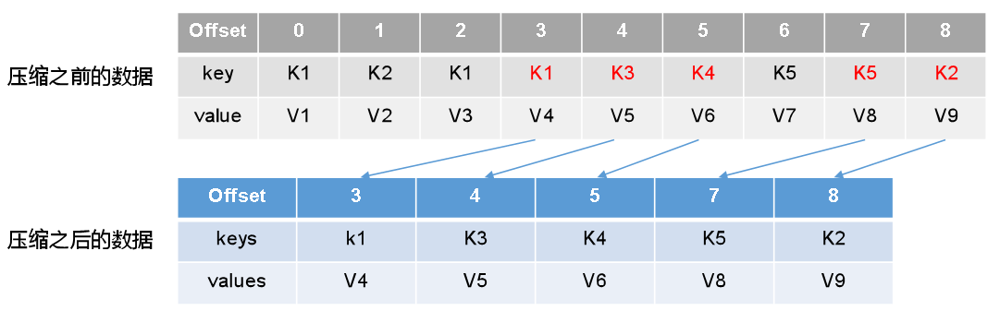 Offset 0 1 2 3 4 5 6 7 8
压缩之前的数据
key K1 K2 K1 K1 K3 K4 K5 K5 K2
value V1 V2 V3 V4 V5 V6 V7 V8 V9
Offset 3 4 5 7 8
压缩之后的数据
keys k1 K3 K4 K5 K2
values V4 V5 V6 V8 V9